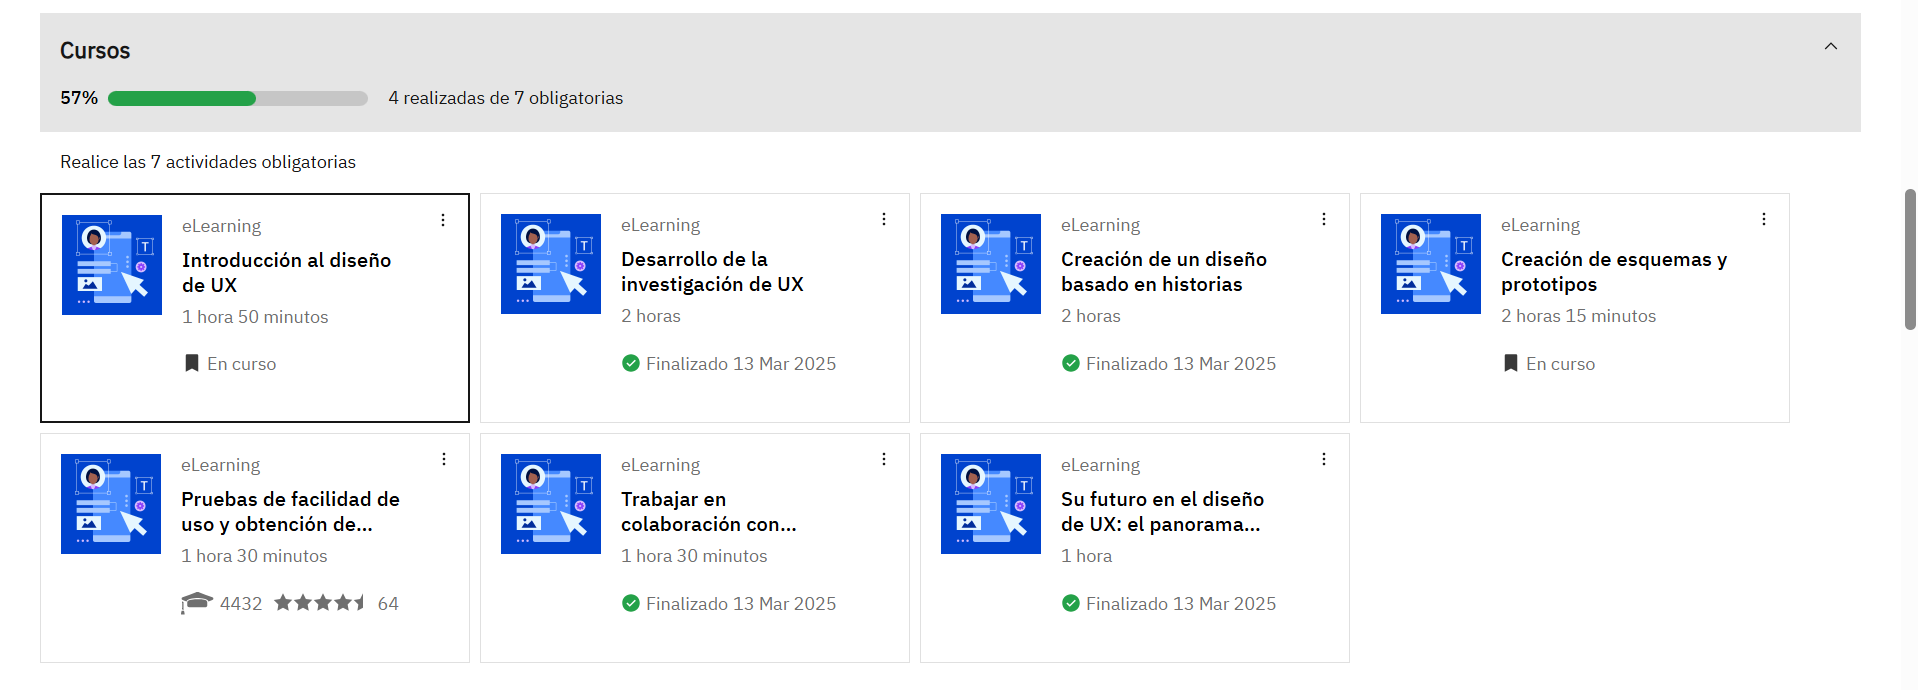 Cursos
57% 4 realizadas de 7 obligatorias
Realice las 7 actividades obligatorias
T
eLearning
Introducción al diseño
de UX
1 hora 50 minutos
En curso
T
eLearning
Desarrollo de la
investigación de UX
2 horas
Finalizado 13 Mar 2025
T
eLearning
Creación de un diseño
basado en historias
2 horas
Finalizado 13 Mar 2025
T
eLearning
Creación de esquemas y
prototipos
2 horas 15 minutos
En curso
T
eLearning
Pruebas de facilidad de
uso y obtención de...
1 hora 30 minutos
4432 64
T
eLearning
Trabajar en
colaboración con...
1 hora 30 minutos
Finalizado 13 Mar 2025
T
eLearning
Su futuro en el diseño
de UX: el panorama...
1 hora
Finalizado 13 Mar 2025